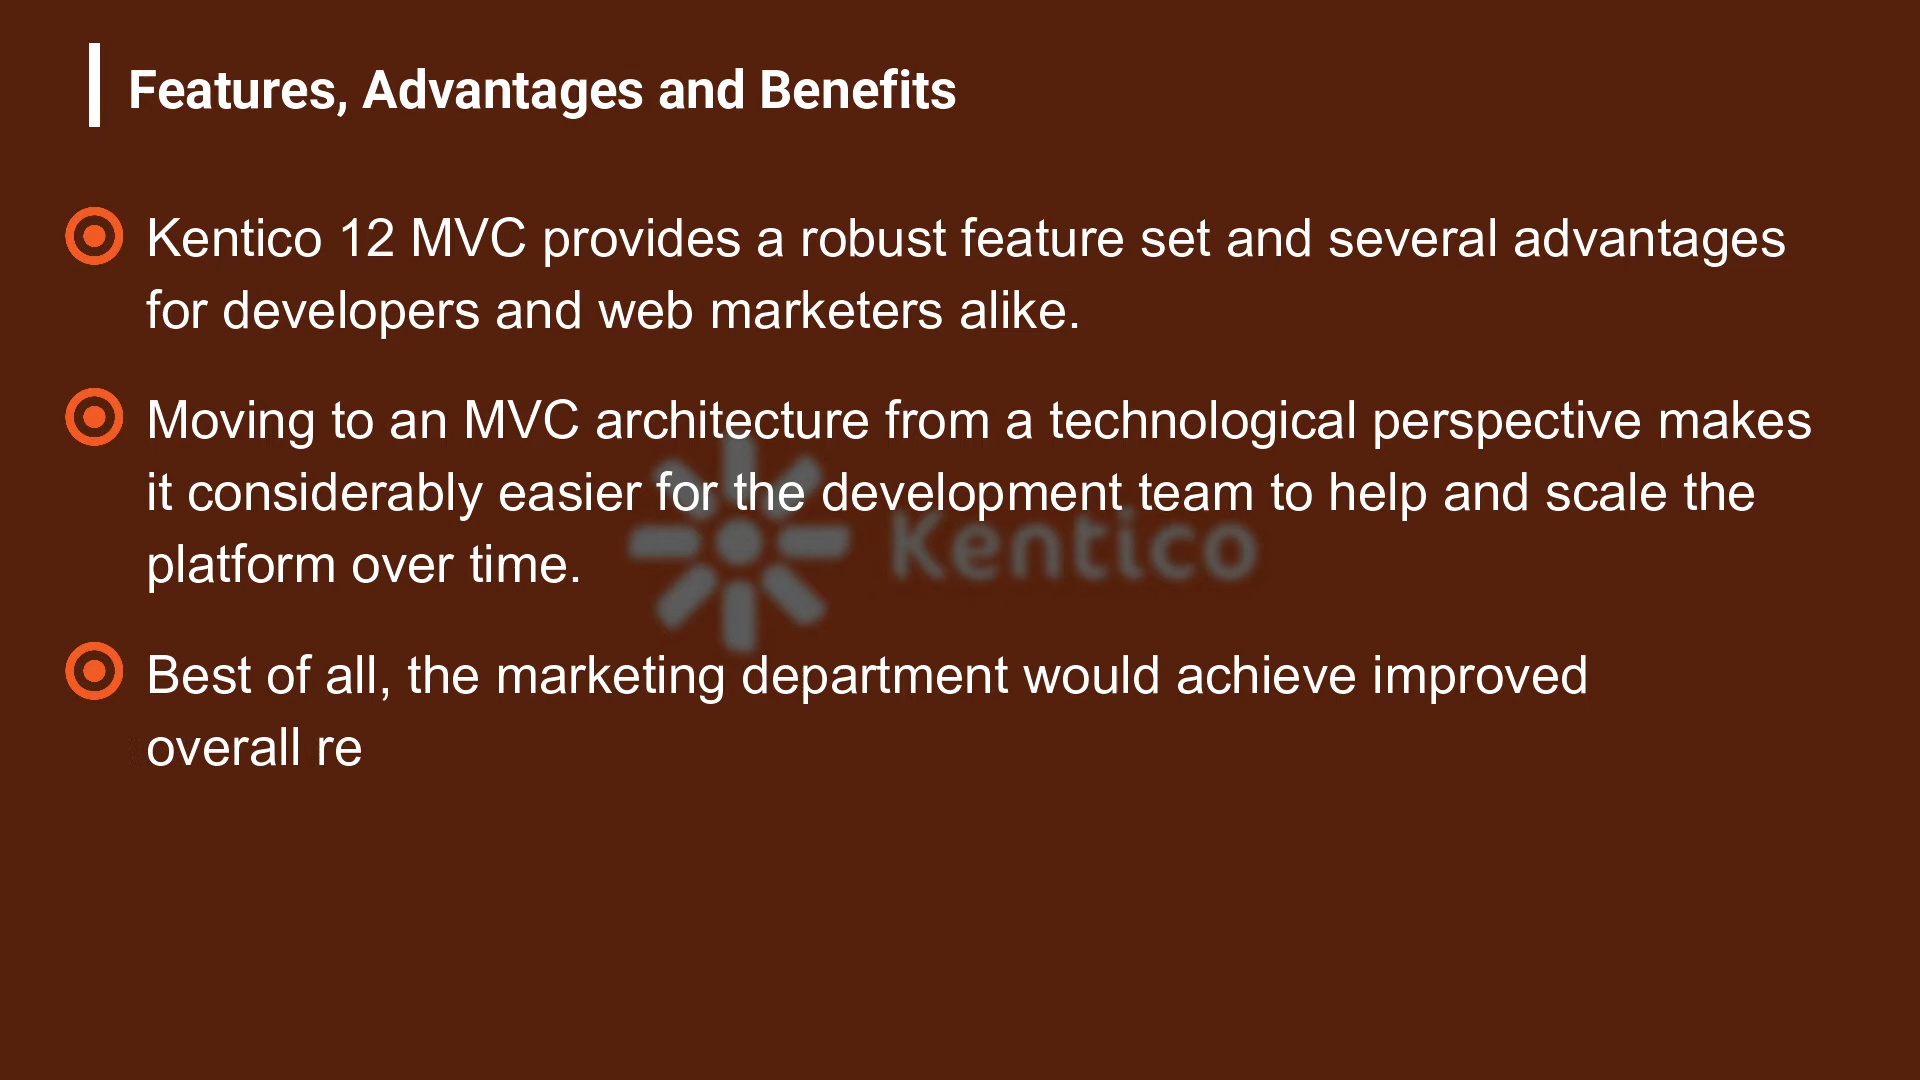 Features, Advantages and Benefits
Kentico 12 MVC provides a robust feature set and several advantages
for developers and web marketers alike.
Moving to an MVC architecture from a technological perspective makes
it considerably easier for the development team to help and scale the
platform over time.
Kentico
Best of all, the marketing department would achieve improved
overall re